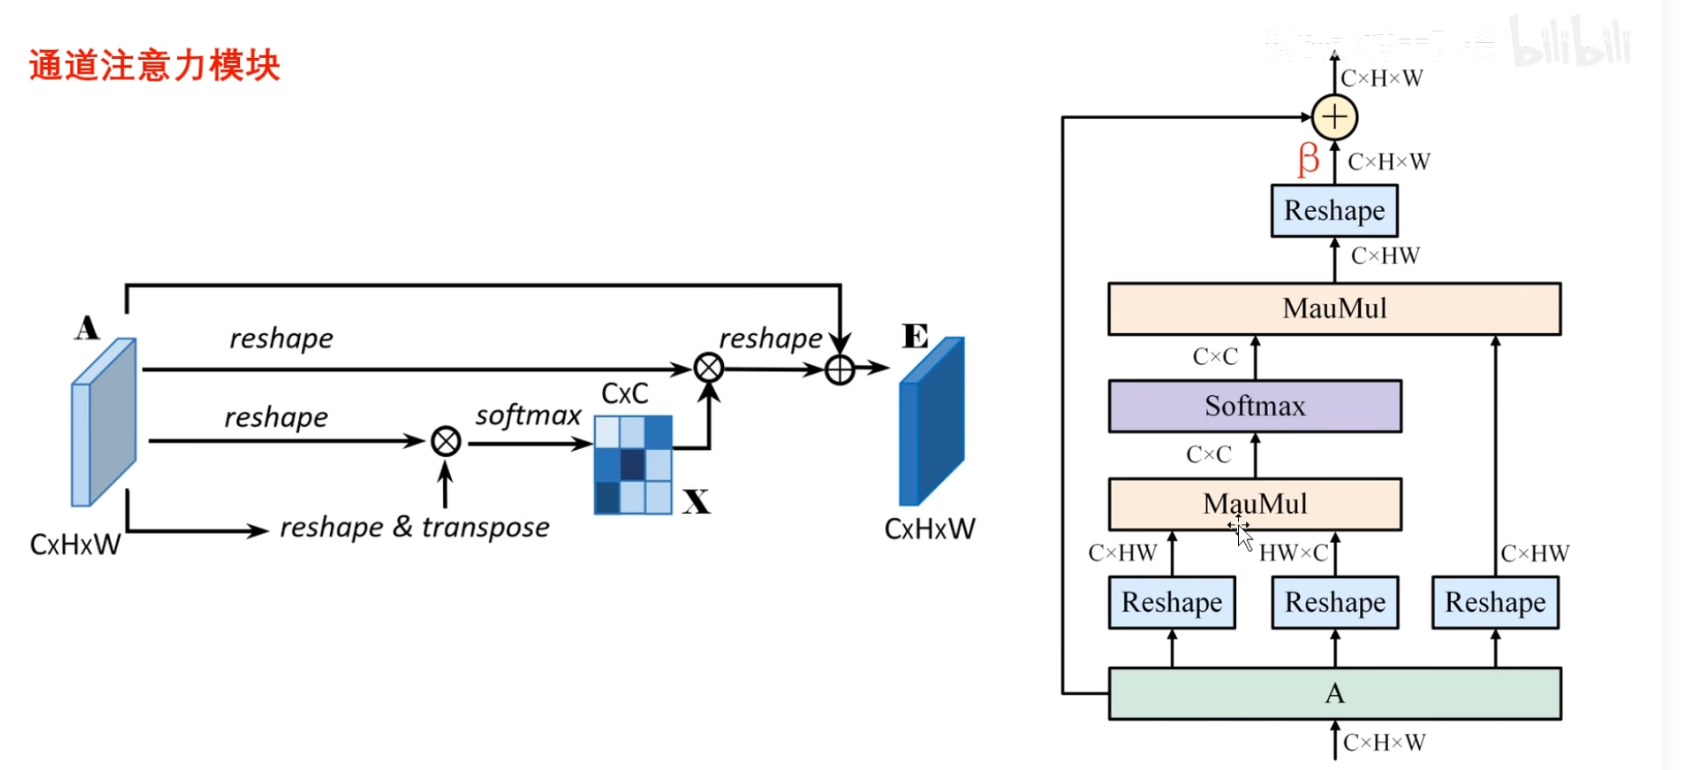 通道注意力模块
A
reshape
reshape
reshape
E
CxC
softmax
X
reshape & transpose
CxHxW
CxHxW
bilibili
C×H×W
β
C×H×W
Reshape
C×HW
MauMul
C×C
Softmax
C×C
MauMul
C×HW
HW×C
C×HW
Reshape
Reshape
Reshape
A
C×H×W